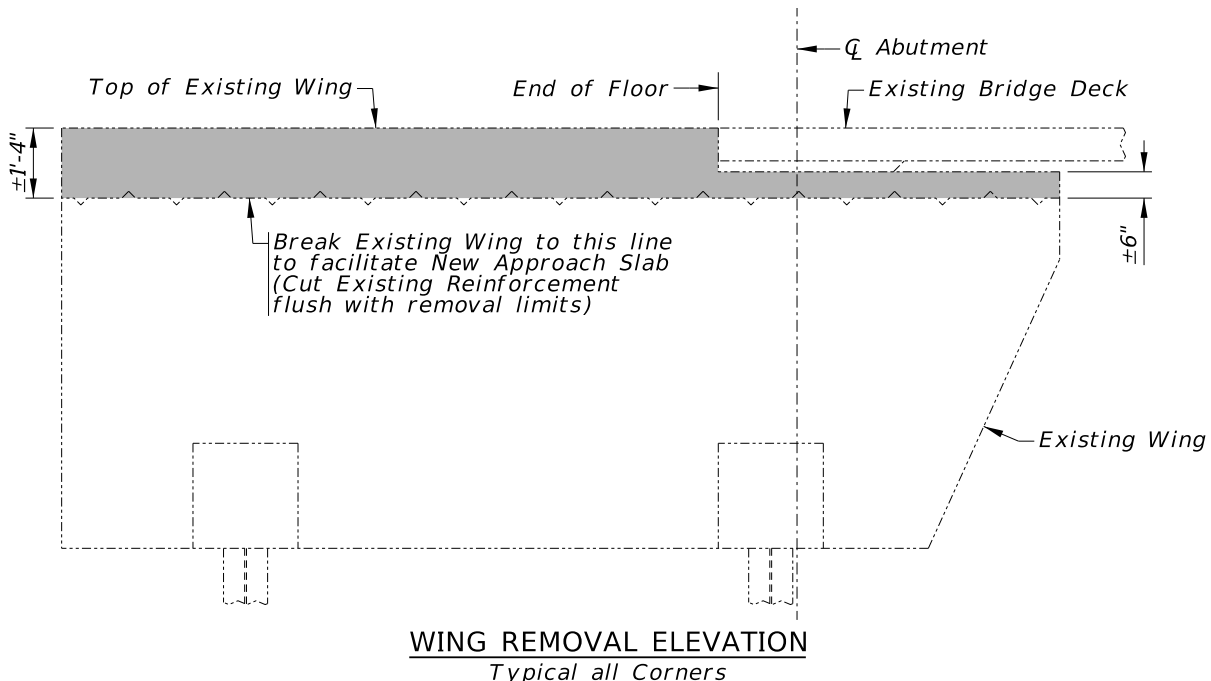 ℄ Abutment
Top of Existing Wing
End of Floor
Existing Bridge Deck
±1'-4"
±6"
Break Existing Wing to this line
to facilitate New Approach Slab
(Cut Existing Reinforcement
flush with removal limits)
Existing Wing
WING REMOVAL ELEVATION
Typical all Corners